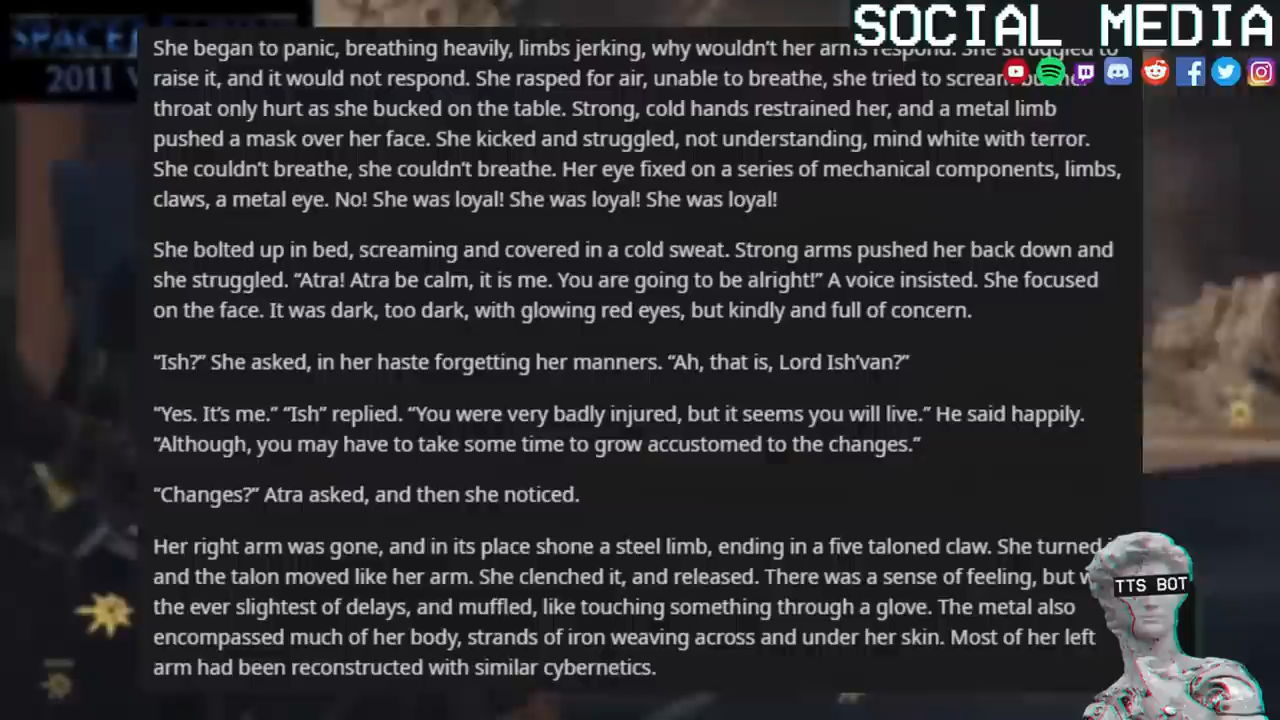 SOCIAL MEDIA
SPACE
2011
She began to panic, breathing heavily, limbs jerking, why wouldn't her arms respond. She struggled to
raise it, and it would not respond. She rasped for air, unable to breathe, she tried to scream but her
throat only hurt as she bucked on the table. Strong, cold hands restrained her, and a metal limb
pushed a mask over her face. She kicked and struggled, not understanding, mind white with terror.
She couldn't breathe, she couldn't breathe. Her eye fixed on a series of mechanical components, limbs,
claws, a metal eye. No! She was loyal! She was loyal! She was loyal!
She bolted up in bed, screaming and covered in a cold sweat. Strong arms pushed her back down and
she struggled. “Atra! Atra be calm, it is me. You are going to be alright!” A voice insisted. She focused
on the face. It was dark, too dark, with glowing red eyes, but kindly and full of concern.
“Ish?” She asked, in her haste forgetting her manners. “Ah, that is, Lord Ish'van?”
“Yes. It's me.” “Ish” replied. “You were very badly injured, but it seems you will live.” He said happily.
“Although, you may have to take some time to grow accustomed to the changes.”
“Changes?” Atra asked, and then she noticed.
Her right arm was gone, and in its place shone a steel limb, ending in a five taloned claw. She turned
and the talon moved like her arm. She clenched it, and released. There was a sense of feeling, but
the ever slightest of delays, and muffled, like touching something through a glove. The metal also
encompassed much of her body, strands of iron weaving across and under her skin. Most of her left
arm had been reconstructed with similar cybernetics.
TTS BOT